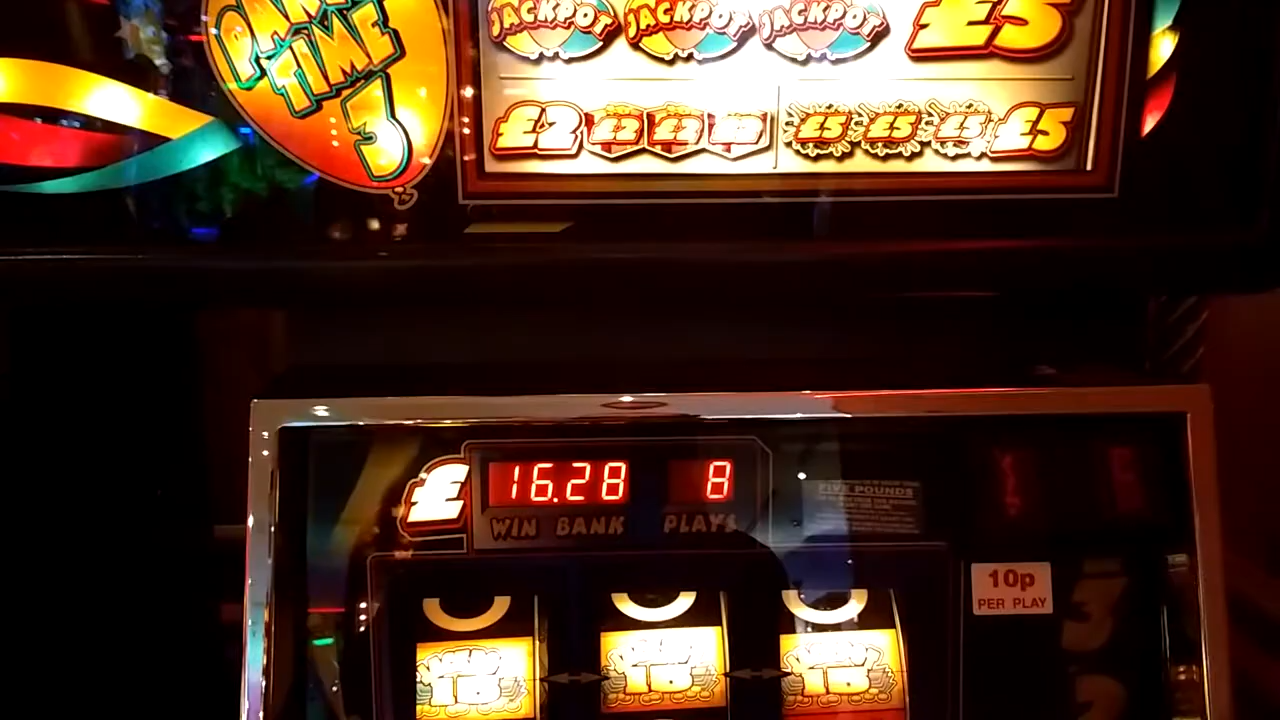 PARTY
TIME
3
JACKPOT JACKPOT JACKPOT £5
£2 £2 £2 £2 £5 £5 £5 £5
£ 16.28 8
WIN BANK PLAYS
FIVE POUNDS
10p
PER PLAY